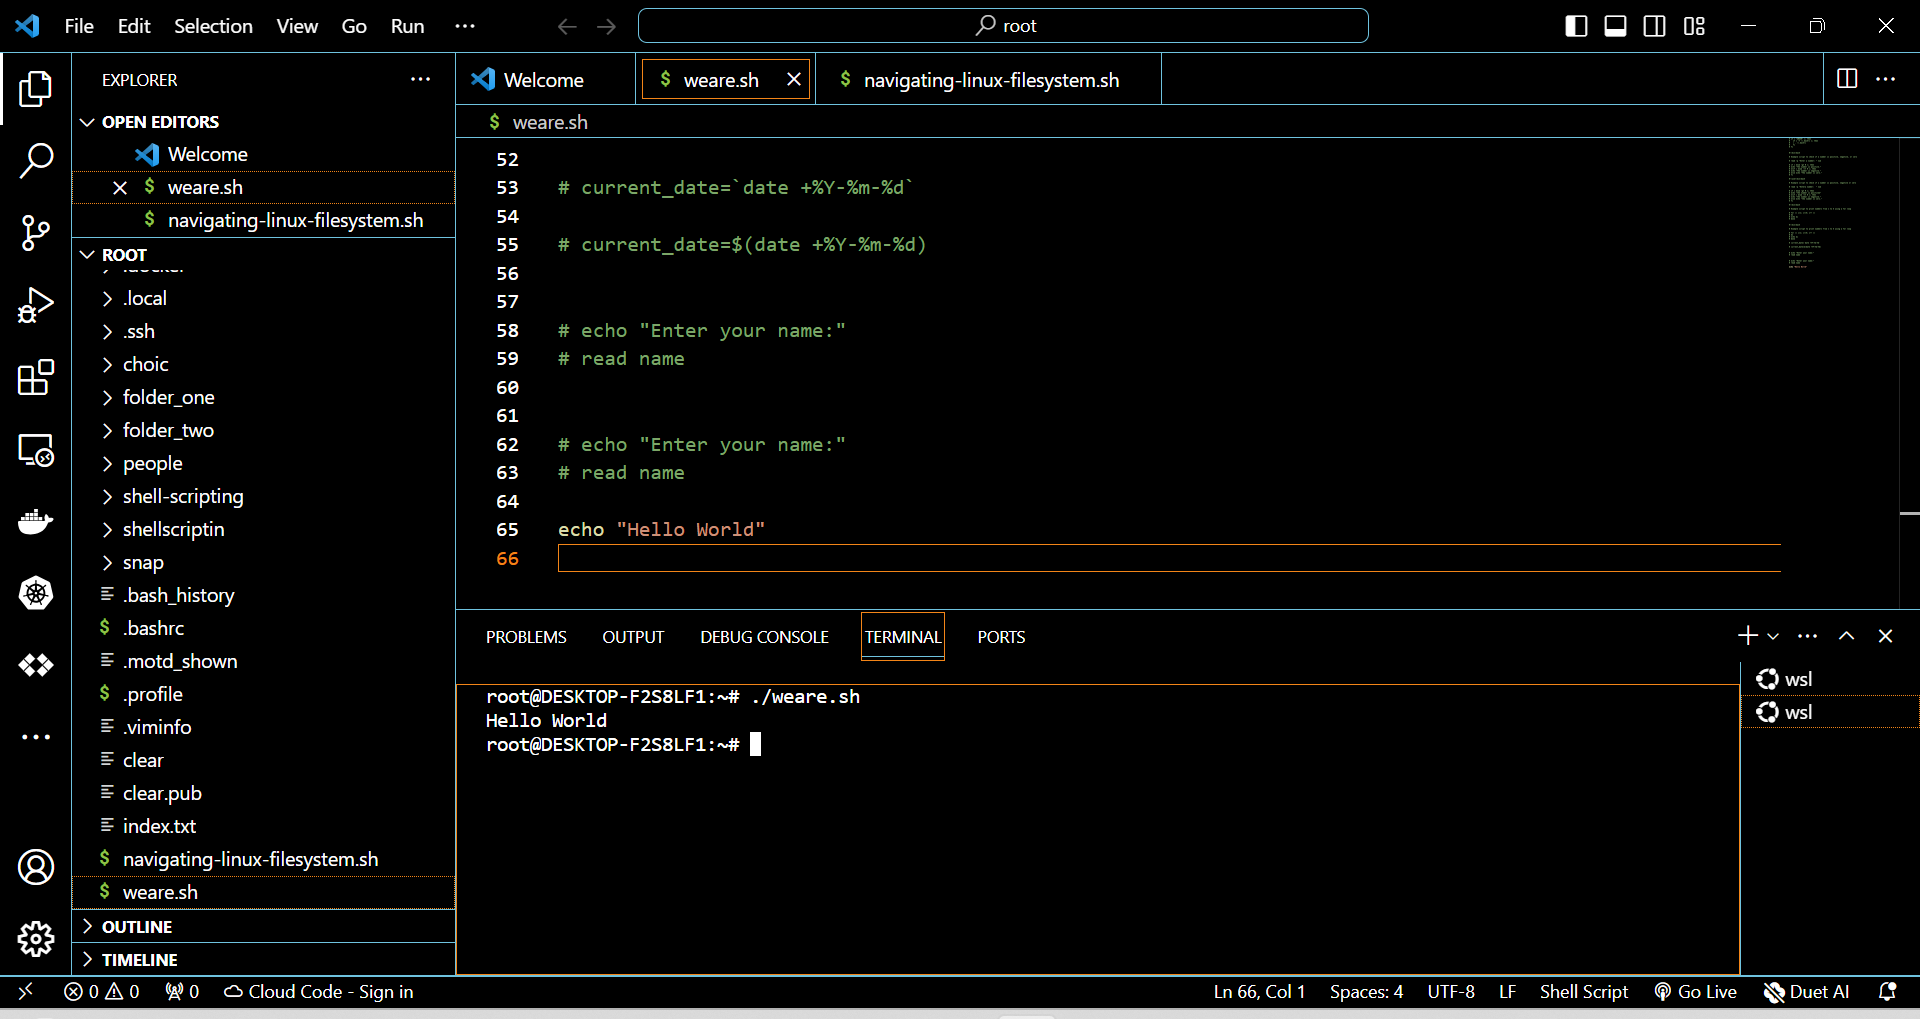 File Edit Selection View Go Run ···
root
EXPLORER
OPEN EDITORS
Welcome
weare.sh
navigating-linux-filesystem.sh
ROOT
.local
.ssh
choic
folder_one
folder_two
people
shell-scripting
shellscriptin
snap
.bash_history
$ .bashrc
.motd_shown
$ .profile
.viminfo
clear
clear.pub
index.txt
$ navigating-linux-filesystem.sh
$ weare.sh
OUTLINE
TIMELINE
Welcome
$ weare.sh
$ navigating-linux-filesystem.sh
$ weare.sh
52
53 # current_date=`date +%Y-%m-%d`
54
55 # current_date=$(date +%Y-%m-%d)
56
57
58 # echo "Enter your name:"
59 # read name
60
61
62 # echo "Enter your name:"
63 # read name
64
65 echo "Hello World"
66
PROBLEMS OUTPUT DEBUG CONSOLE TERMINAL PORTS
root@DESKTOP-F2S8LF1:~# ./weare.sh
Hello World
root@DESKTOP-F2S8LF1:~#
wsl
wsl
0 0 0 Cloud Code - Sign in Ln 66, Col 1 Spaces: 4 UTF-8 LF Shell Script Go Live Duet AI